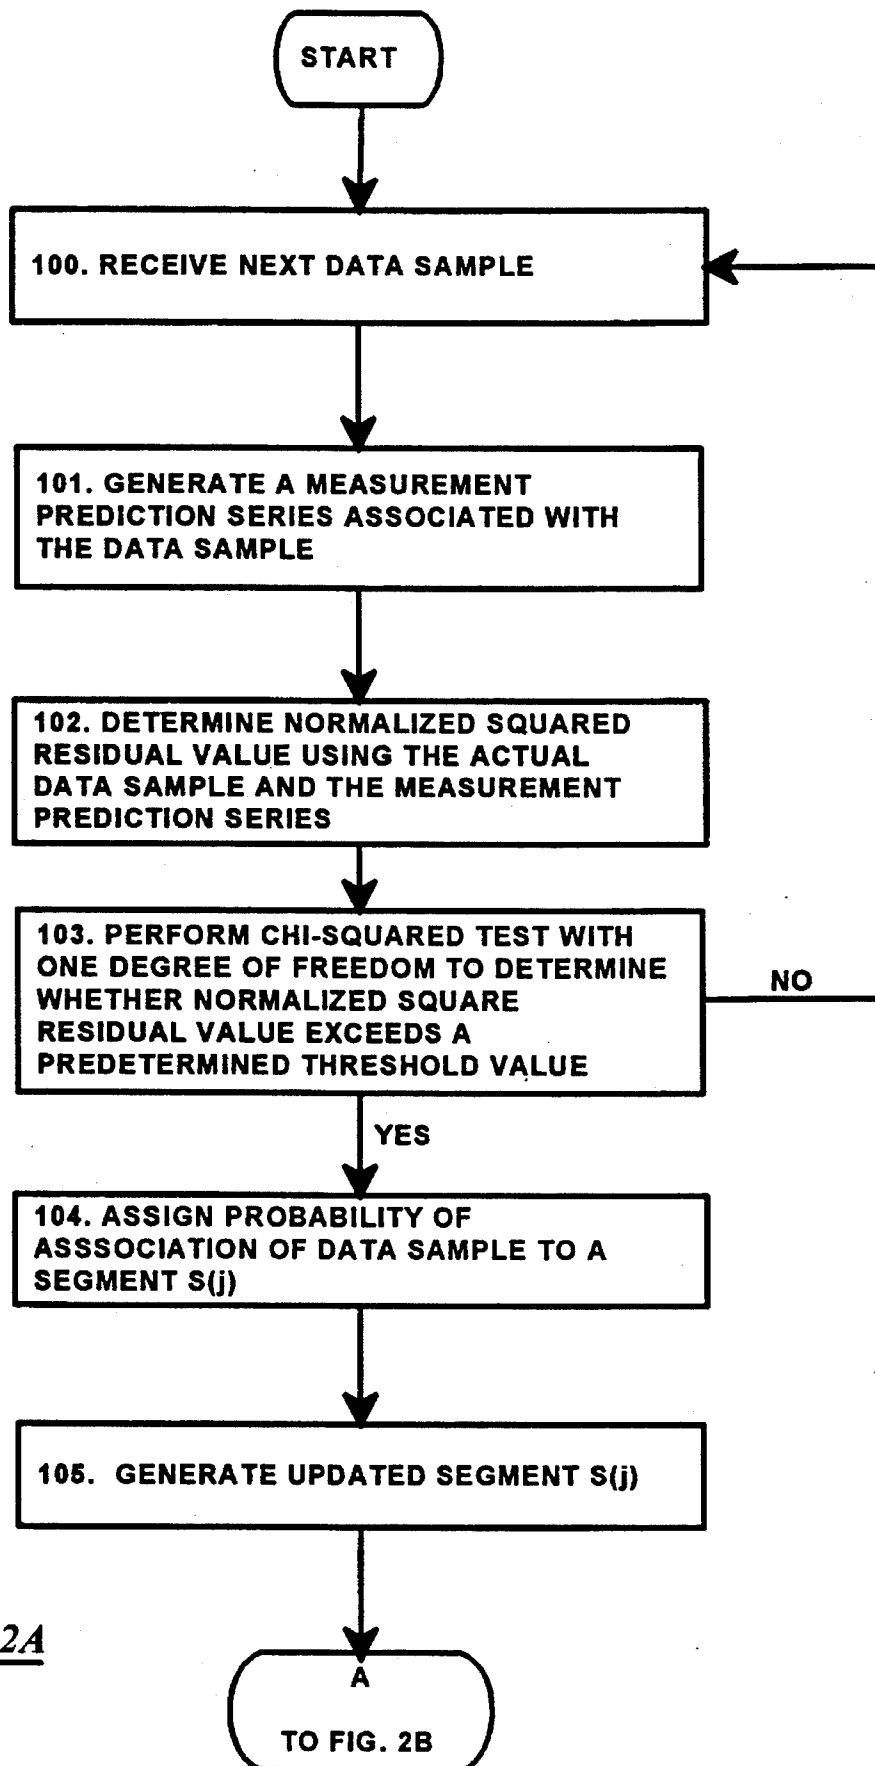 START
100. RECEIVE NEXT DATA SAMPLE
101. GENERATE A MEASUREMENT
PREDICTION SERIES ASSOCIATED WITH
THE DATA SAMPLE
102. DETERMINE NORMALIZED SQUARED
RESIDUAL VALUE USING THE ACTUAL
DATA SAMPLE AND THE MEASUREMENT
PREDICTION SERIES
103. PERFORM CHI-SQUARED TEST WITH
ONE DEGREE OF FREEDOM TO DETERMINE
WHETHER NORMALIZED SQUARE
RESIDUAL VALUE EXCEEDS A
PREDETERMINED THRESHOLD VALUE
NO
YES
104. ASSIGN PROBABILITY OF
ASSSOCIATION OF DATA SAMPLE TO A
SEGMENT S(j)
105. GENERATE UPDATED SEGMENT S(j)
2A
A
TO FIG. 2B